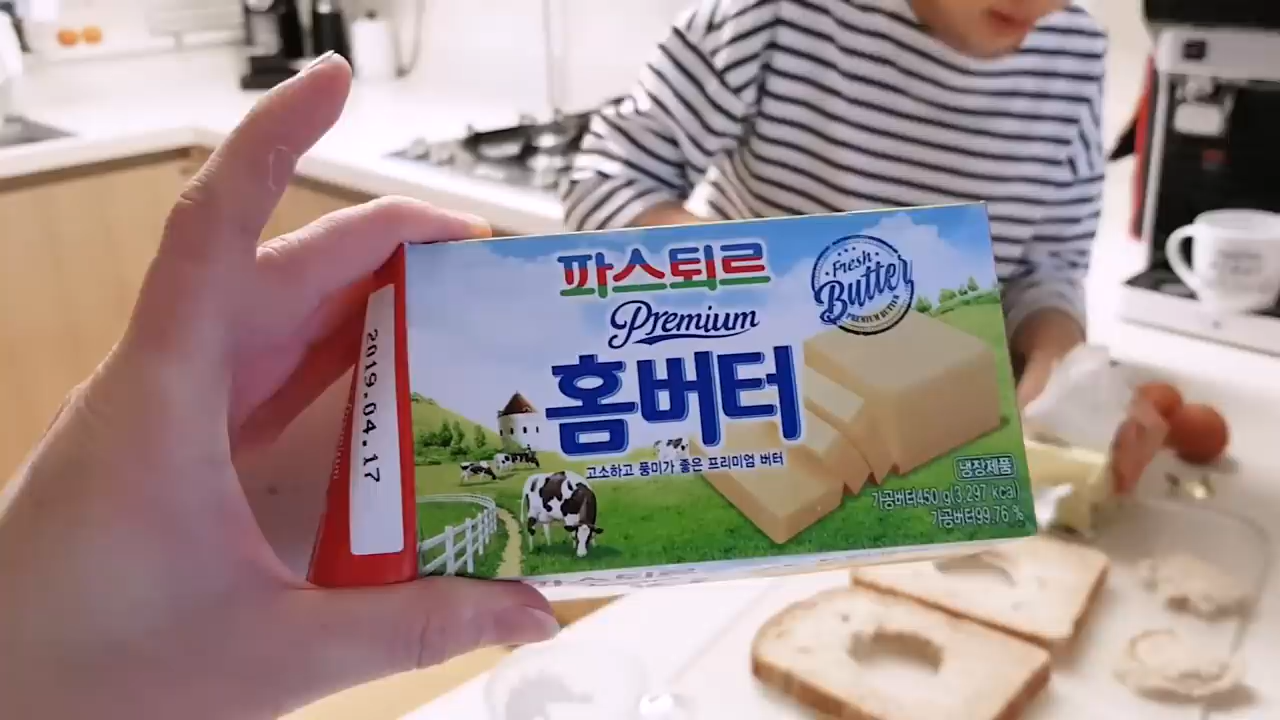 파스퇴르
Premium
홈버터
고소하고 풍미가 좋은 프리미엄 버터
Fresh
Butter
PREMIUM BUTTER
냉장제품
가공버터450 g(3,297 kcal)
가공버터99.76 %
2019.04.17